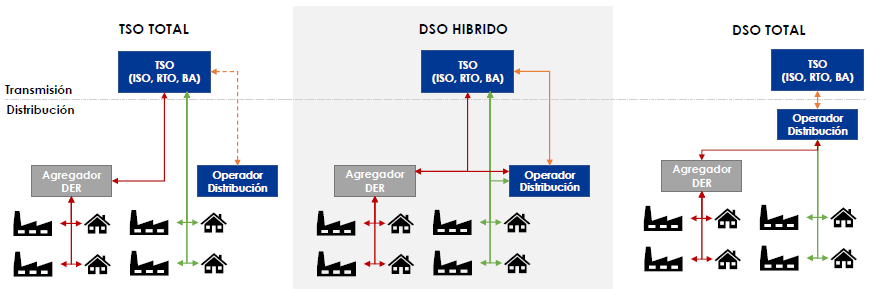 TSO TOTAL
TSO
(ISO, RTO, BA)
Transmisión
Distribución
Agregador
DER
Operador
Distribución
DSO HIBRIDO
TSO
(ISO, RTO, BA)
Agregador
DER
Operador
Distribución
DSO TOTAL
TSO
(ISO, RTO, BA)
Operador
Distribución
Agregador
DER